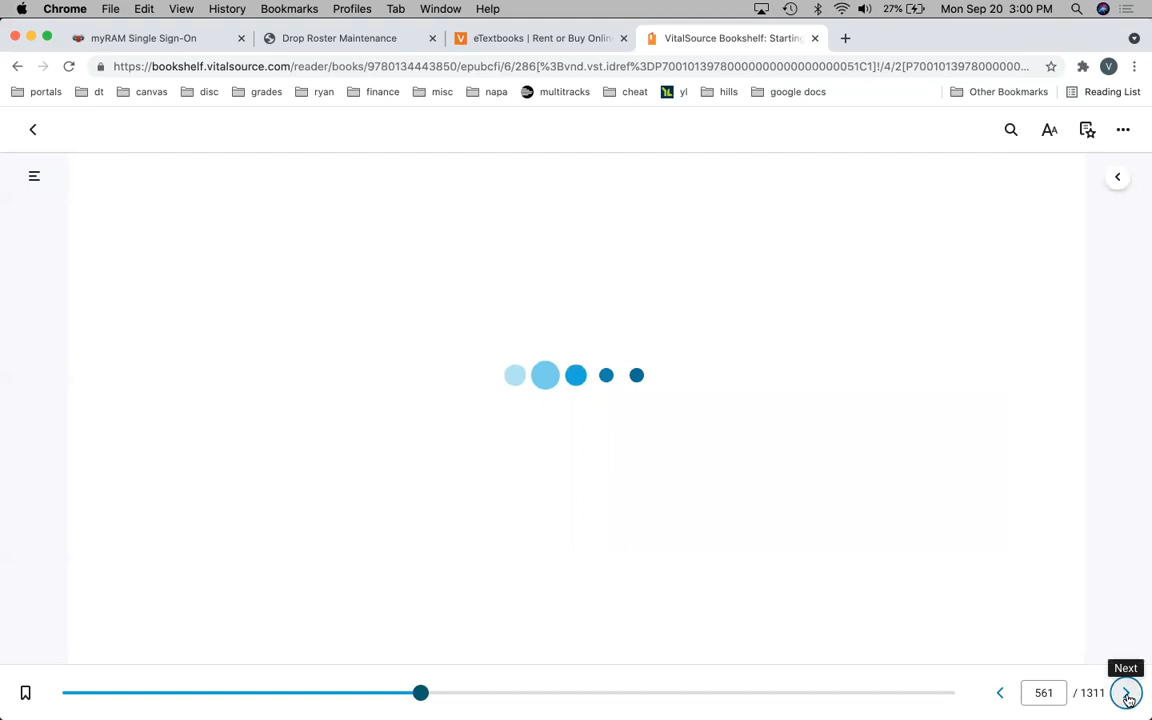 Chrome File Edit View History Bookmarks Profiles Tab Window Help 27% Mon Sep 20 3:00 PM
myRAM Single Sign-On Drop Roster Maintenance eTextbooks | Rent or Buy Onlin VitalSource Bookshelf: Starting
https://bookshelf.vitalsource.com/reader/books/9780134443850/epubcfi/6/286[%3Bvnd.vst.idref%3DP70010139780000000000000000051C1]!/4/2[P7001013978000000...
portals dt canvas disc grades ryan finance misc napa multitracks cheat yl hills google docs Other Bookmarks Reading List
AA
Next
561 / 1311